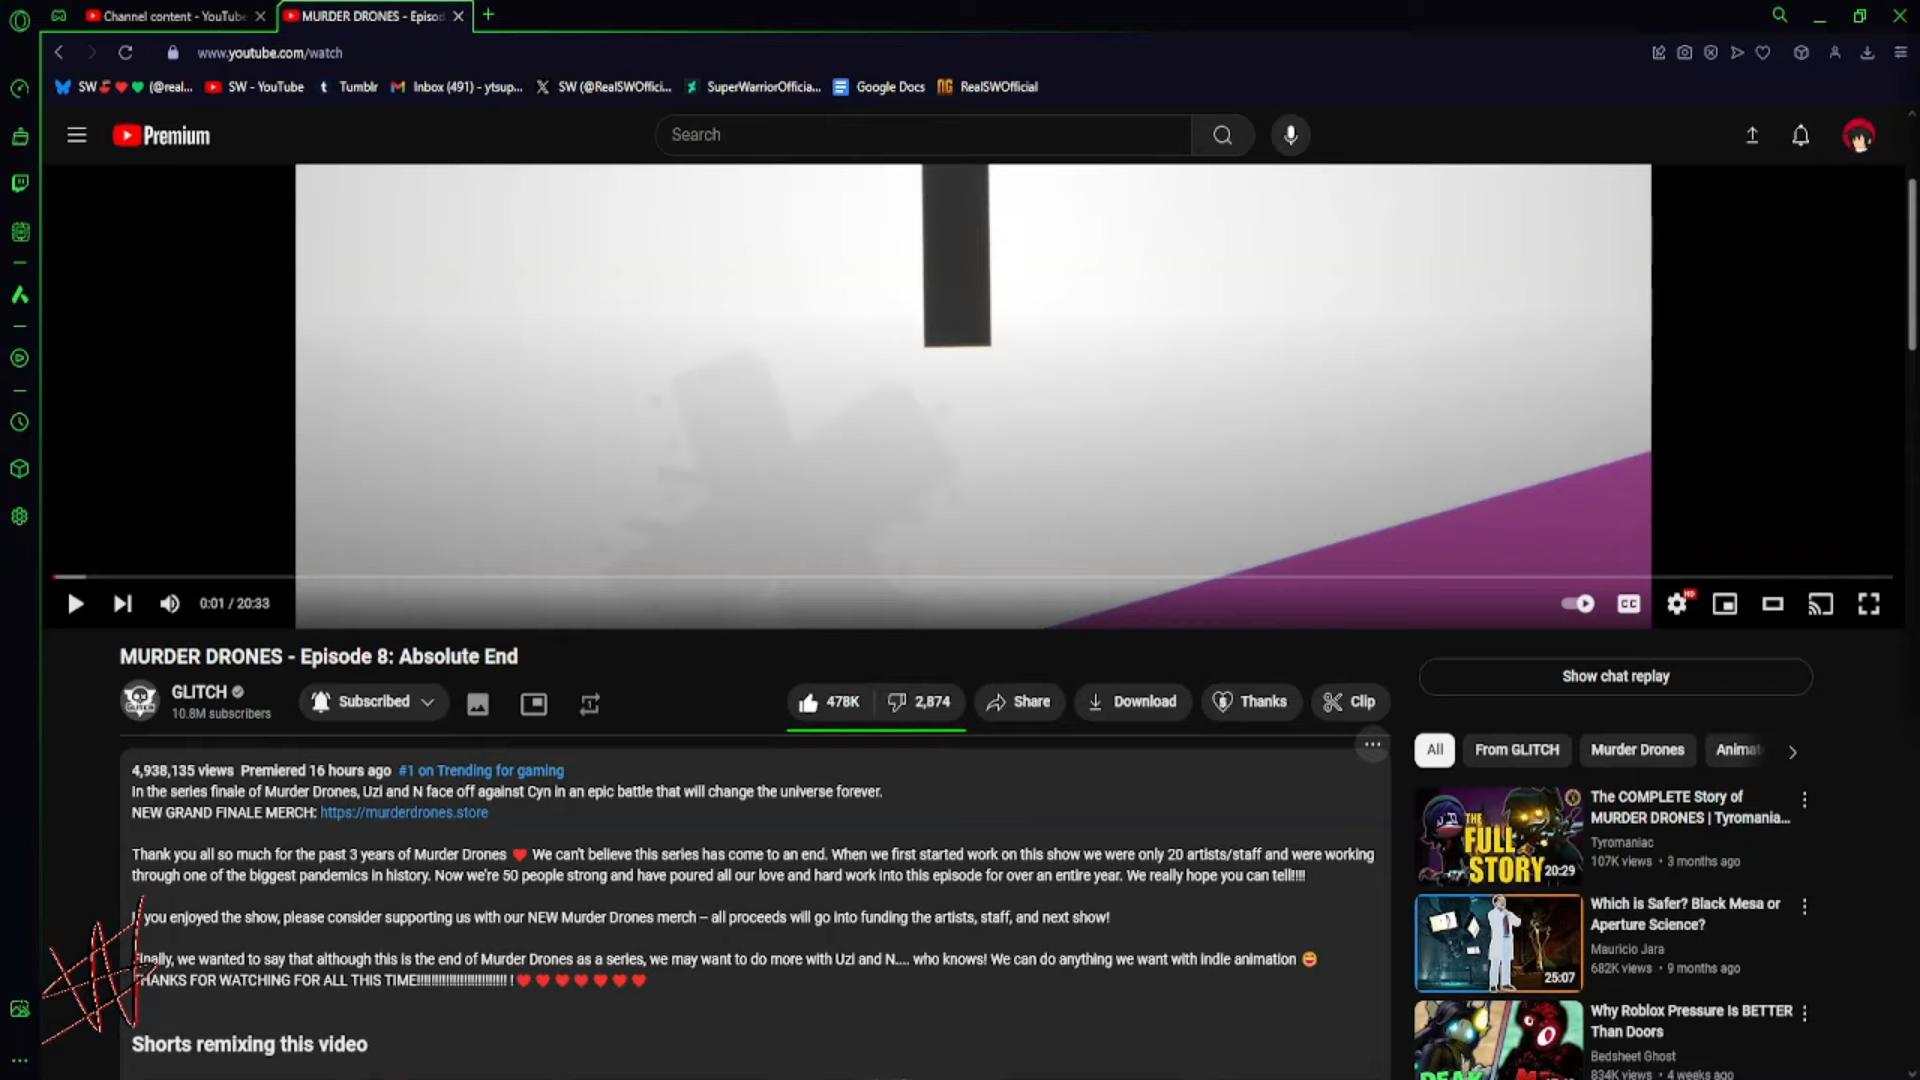 Channel content - YouTube
MURDER DRONES - Episod
www.youtube.com/watch
SW (@real...
SW - YouTube
Tumblr
Inbox (491) - ytsup...
SW (@RealSWOffici...
SuperWarriorOfficia...
Google Docs
RealSWOfficial
Premium
Search
0:01 / 20:33
CC
HD
MURDER DRONES - Episode 8: Absolute End
GLITCH
10.8M subscribers
Subscribed
478K
2,874
Share
Download
Thanks
Clip
Show chat replay
4,938,135 views Premiered 16 hours ago #1 on Trending for gaming
In the series finale of Murder Drones, Uzi and N face off against Cyn in an epic battle that will change the universe forever.
NEW GRAND FINALE MERCH: https://murderdrones.store
Thank you all so much for the past 3 years of Murder Drones ❤️ We can't believe this series has come to an end. When we first started work on this show we were only 20 artists/staff and were working
through one of the biggest pandemics in history. Now we're 50 people strong and have poured all our love and hard work into this episode for over an entire year. We really hope you can tell!!!!
you enjoyed the show, please consider supporting us with our NEW Murder Drones merch – all proceeds will go into funding the artists, staff, and next show!
Finally, we wanted to say that although this is the end of Murder Drones as a series, we may want to do more with Uzi and N.... who knows! We can do anything we want with indie animation 😄
THANKS FOR WATCHING FOR ALL THIS TIME!!!!!!!!!!!!!!!!!!!!!!!!!! ! ❤️❤️❤️❤️❤️❤️❤️
Shorts remixing this video
All
From GLITCH
Murder Drones
Animat
THE FULL STORY
20:29
The COMPLETE Story of
MURDER DRONES | Tyromania...
Tyromaniac
107K views • 3 months ago
25:07
Which is Safer? Black Mesa or
Aperture Science?
Mauricio Jara
682K views • 9 months ago
Why Roblox Pressure Is BETTER
Than Doors
Bedsheet Ghost
834K views • 4 weeks ago